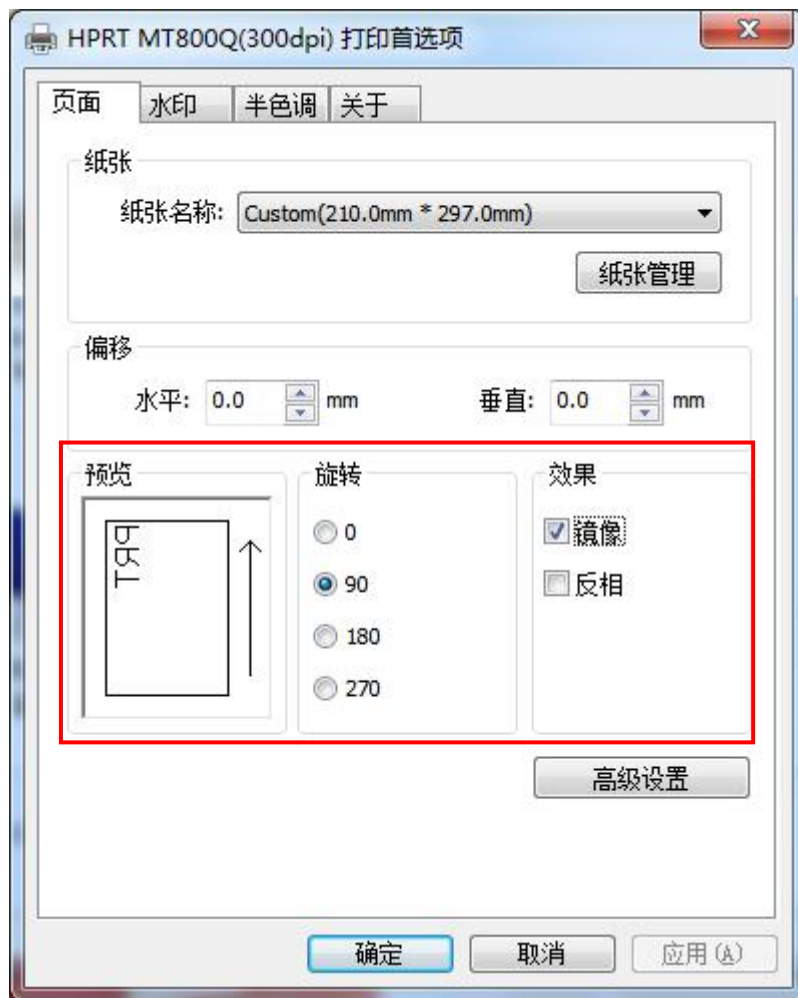 HPRT MT800Q(300dpi) 打印首选项
页面 水印 半色调 关于
纸张
纸张名称: Custom(210.0mm * 297.0mm)
纸张管理
偏移
水平: 0.0 mm 垂直: 0.0 mm
预览 旋转 效果
PRT
0 镜像
90 反相
180
270
高级设置
确定 取消 应用(A)